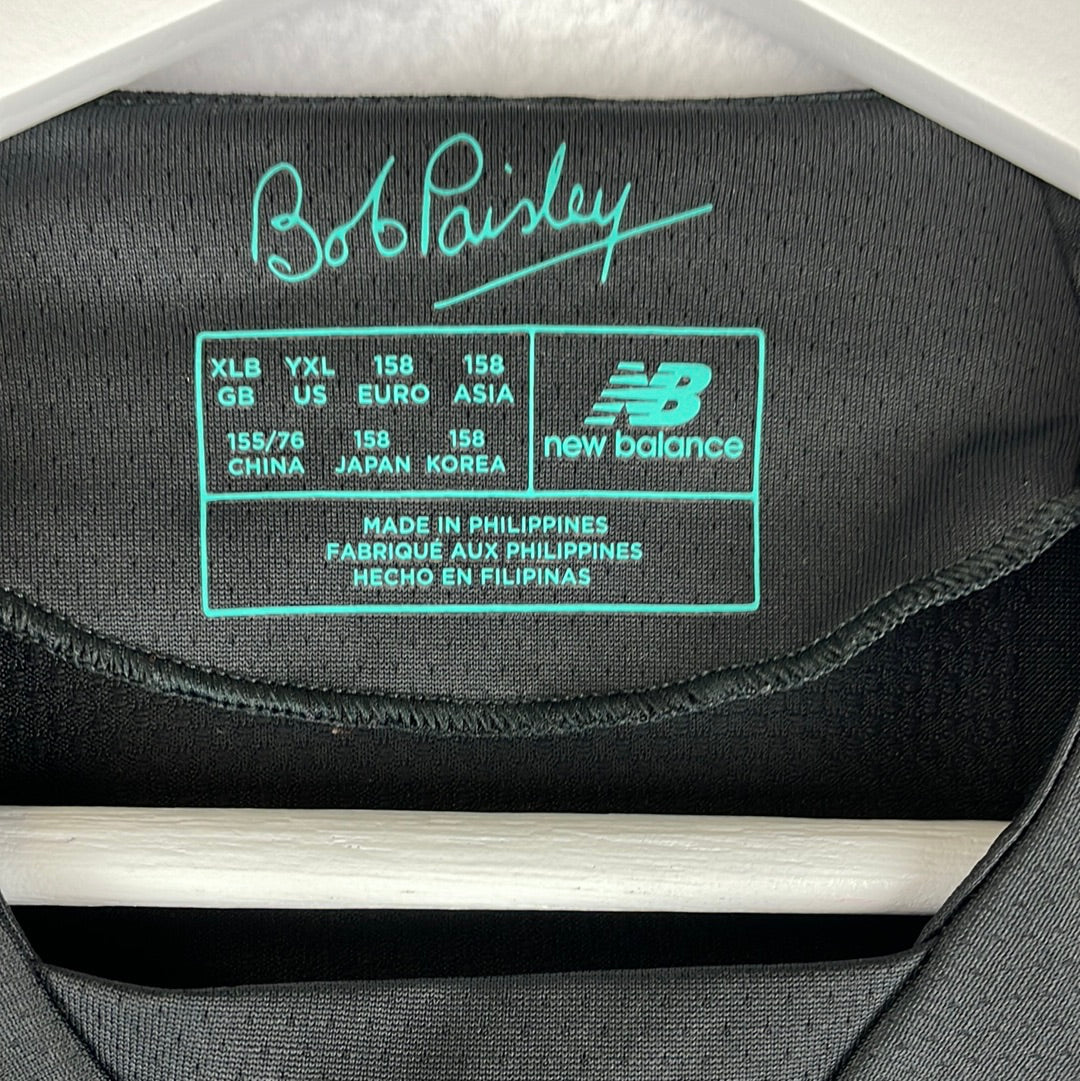 Bob Paisley
XLB YXL 158 158
GB US EURO ASIA
155/76 158 158
CHINA JAPAN KOREA
NB
new balance
MADE IN PHILIPPINES
FABRIQUÉ AUX PHILIPPINES
HECHO EN FILIPINAS